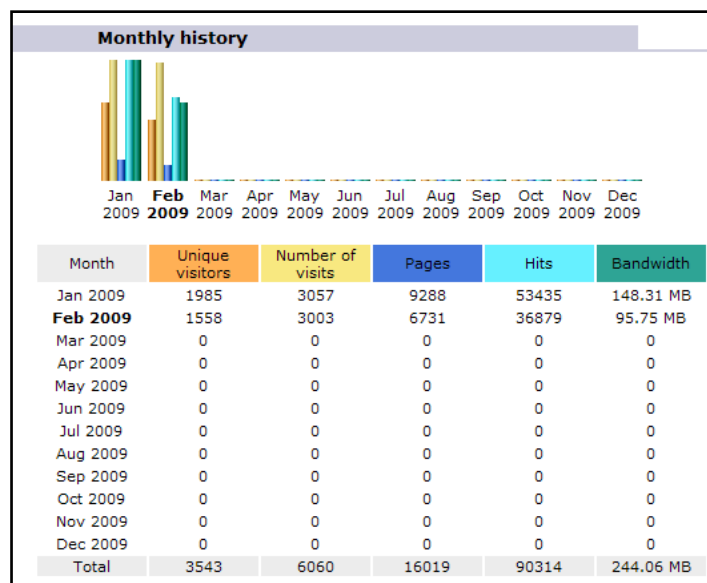 Monthly history
Jan Feb Mar Apr May Jun Jul Aug Sep Oct Nov Dec
2009 2009 2009 2009 2009 2009 2009 2009 2009 2009 2009 2009
Month Unique visitors Number of visits Pages Hits Bandwidth
Jan 2009 1985 3057 9288 53435 148.31 MB
Feb 2009 1558 3003 6731 36879 95.75 MB
Mar 2009 0 0 0 0 0
Apr 2009 0 0 0 0 0
May 2009 0 0 0 0 0
Jun 2009 0 0 0 0 0
Jul 2009 0 0 0 0 0
Aug 2009 0 0 0 0 0
Sep 2009 0 0 0 0 0
Oct 2009 0 0 0 0 0
Nov 2009 0 0 0 0 0
Dec 2009 0 0 0 0 0
Total 3543 6060 16019 90314 244.06 MB